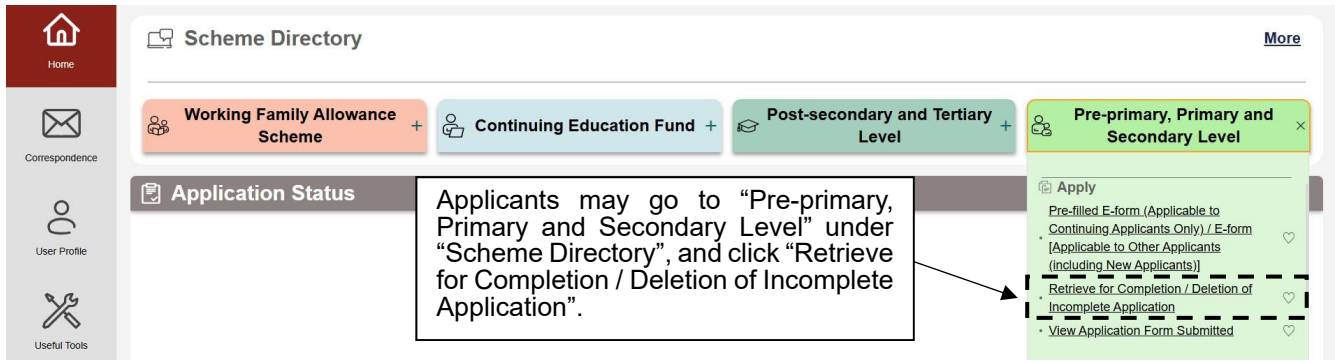 Home
Correspondence
User Profile
Useful Tools
Scheme Directory
More
Working Family Allowance
Scheme
+
Continuing Education Fund +
Post-secondary and Tertiary
Level
+
Pre-primary, Primary and
Secondary Level
×
Application Status
Applicants may go to “Pre-primary,
Primary and Secondary Level” under
“Scheme Directory”, and click “Retrieve
for Completion / Deletion of Incomplete
Application”.
Apply
• Pre-filled E-form (Applicable to
Continuing Applicants Only) / E-form
[Applicable to Other Applicants
(including New Applicants)]
• Retrieve for Completion / Deletion of
Incomplete Application
• View Application Form Submitted